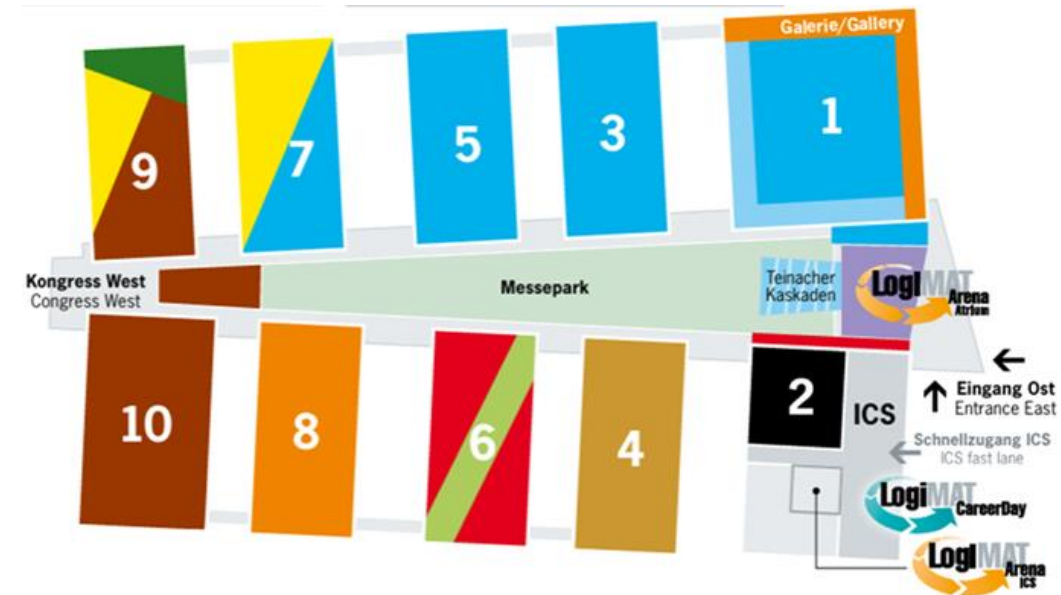 Galerie/Gallery
9
7
5
3
1
Kongress West
Congress West
Messepark
Teinacher
Kaskaden
LogiMAT
Arena
Atrium
10
8
6
4
2
ICS
Eingang Ost
Entrance East
Schnellzugang ICS
ICS fast lane
LogiMAT
CareerDay
LogiMAT
Arena
ICS